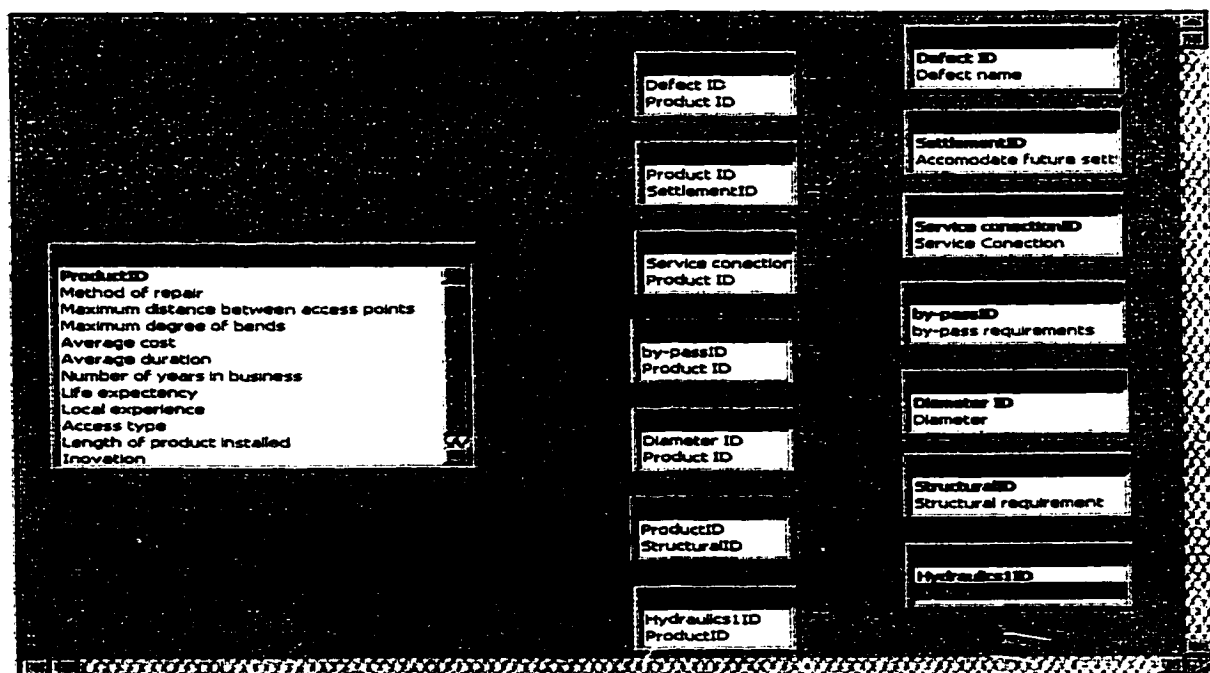 ProductID
Method of repair
Maximum distance between access points
Maximum degree of bends
Average cost
Average duration
Number of years in business
Life expectency
Local experience
Access type
Length of product installed
Inovation
Defect ID
Product ID
Product ID
SettlementID
Service conection
Product ID
by-passID
Product ID
Diameter ID
Product ID
ProductID
StructuralID
Hydraulics1ID
ProductID
Defect ID
Defect name
SettlementID
Accomodate future sett
Service conectionID
Service Conection
by-passID
by-pass requirements
Diameter ID
Diameter
StructuralID
Structural requirement
Hydraulics1ID